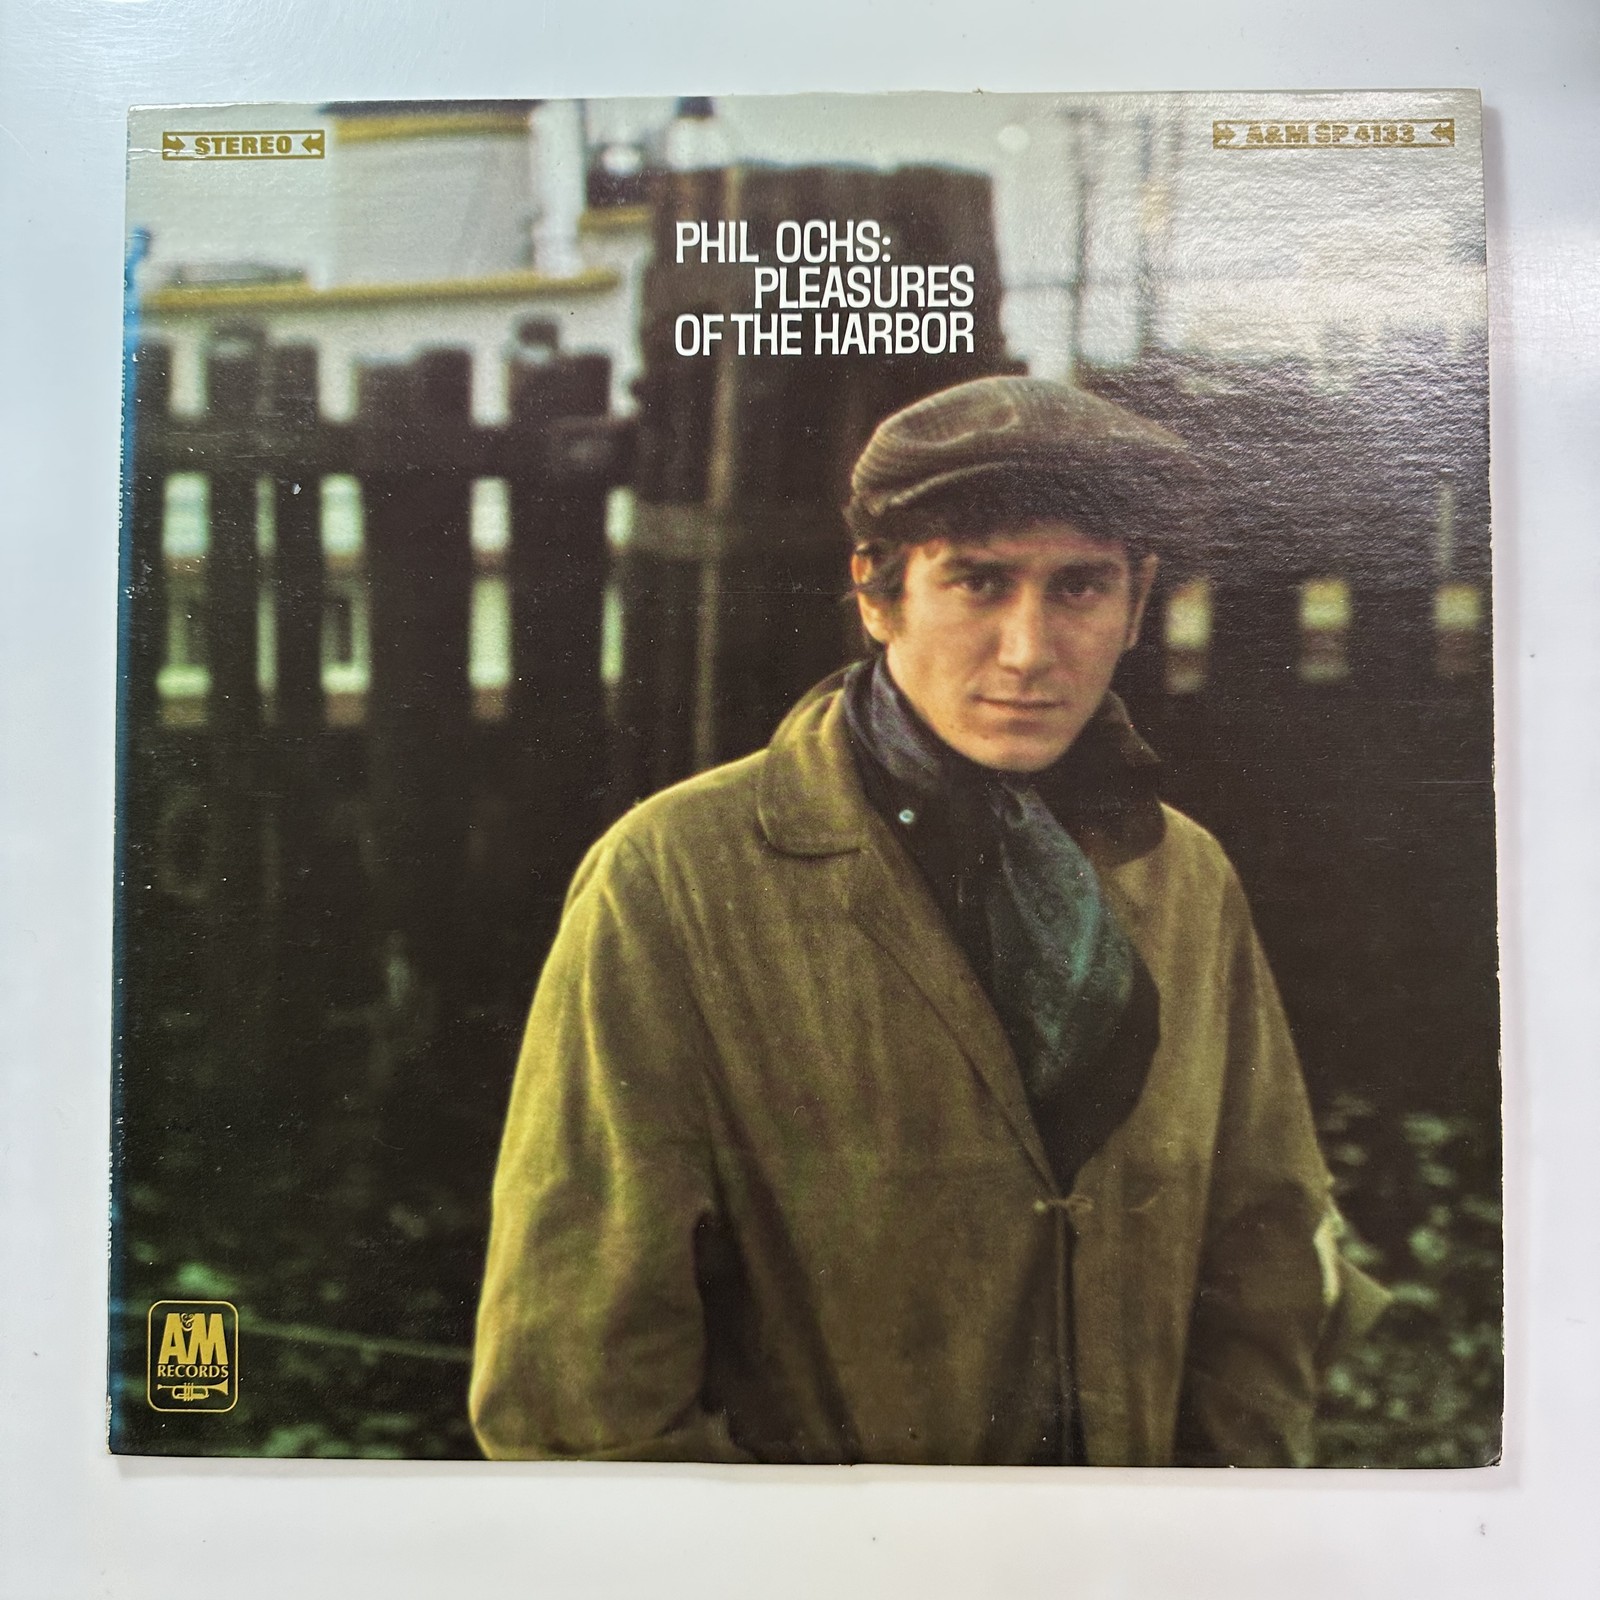 STEREO
A&M SP 4133
PHIL OCHS:
PLEASURES
OF THE HARBOR
A&M
RECORDS